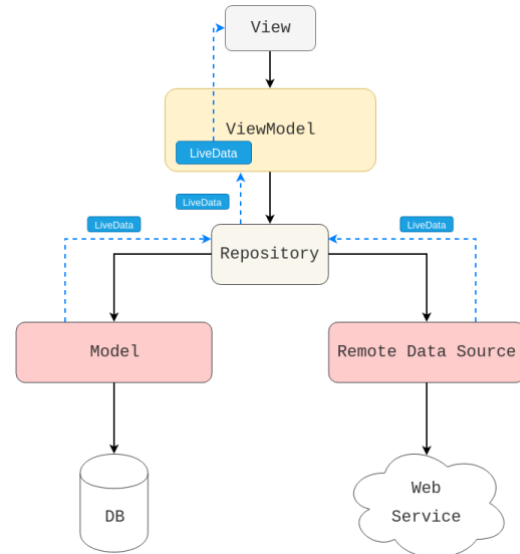 View
ViewModel
LiveData
LiveData
LiveData
LiveData
Repository
Model
Remote Data Source
DB
Web
Service